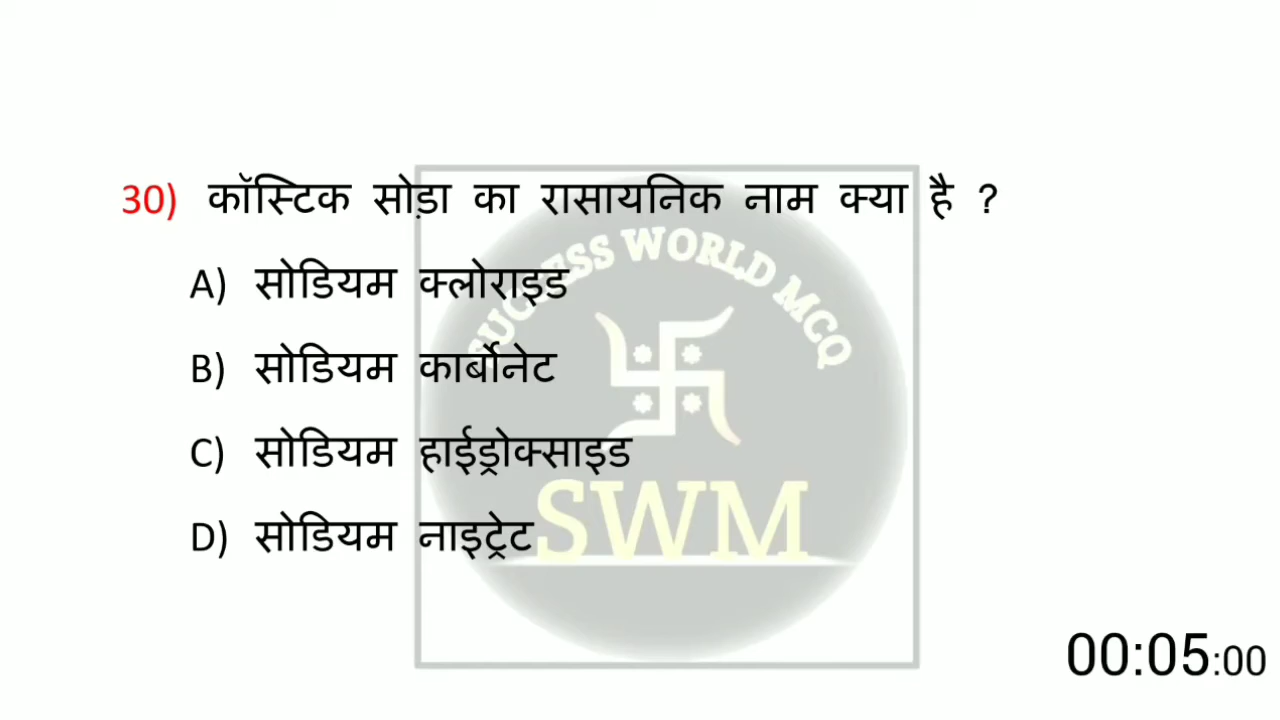 30) कॉस्टिक सोड़ा का रासायनिक नाम क्या है ?
A) सोडियम क्लोराइड
B) सोडियम कार्बोनेट
C) सोडियम हाईड्रोक्साइड
D) सोडियम नाइट्रेट
SUCCESS WORLD MCQ
SWM
00:05:00